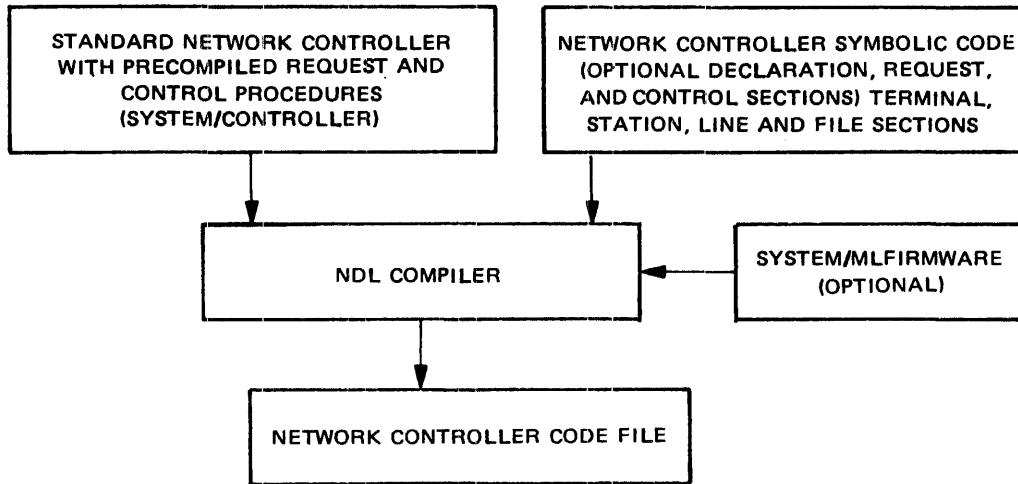 STANDARD NETWORK CONTROLLER
WITH PRECOMPILED REQUEST AND
CONTROL PROCEDURES
(SYSTEM/CONTROLLER)
NETWORK CONTROLLER SYMBOLIC CODE
(OPTIONAL DECLARATION, REQUEST,
AND CONTROL SECTIONS) TERMINAL,
STATION, LINE AND FILE SECTIONS
NDL COMPILER
SYSTEM/MLFIRMWARE
(OPTIONAL)
NETWORK CONTROLLER CODE FILE